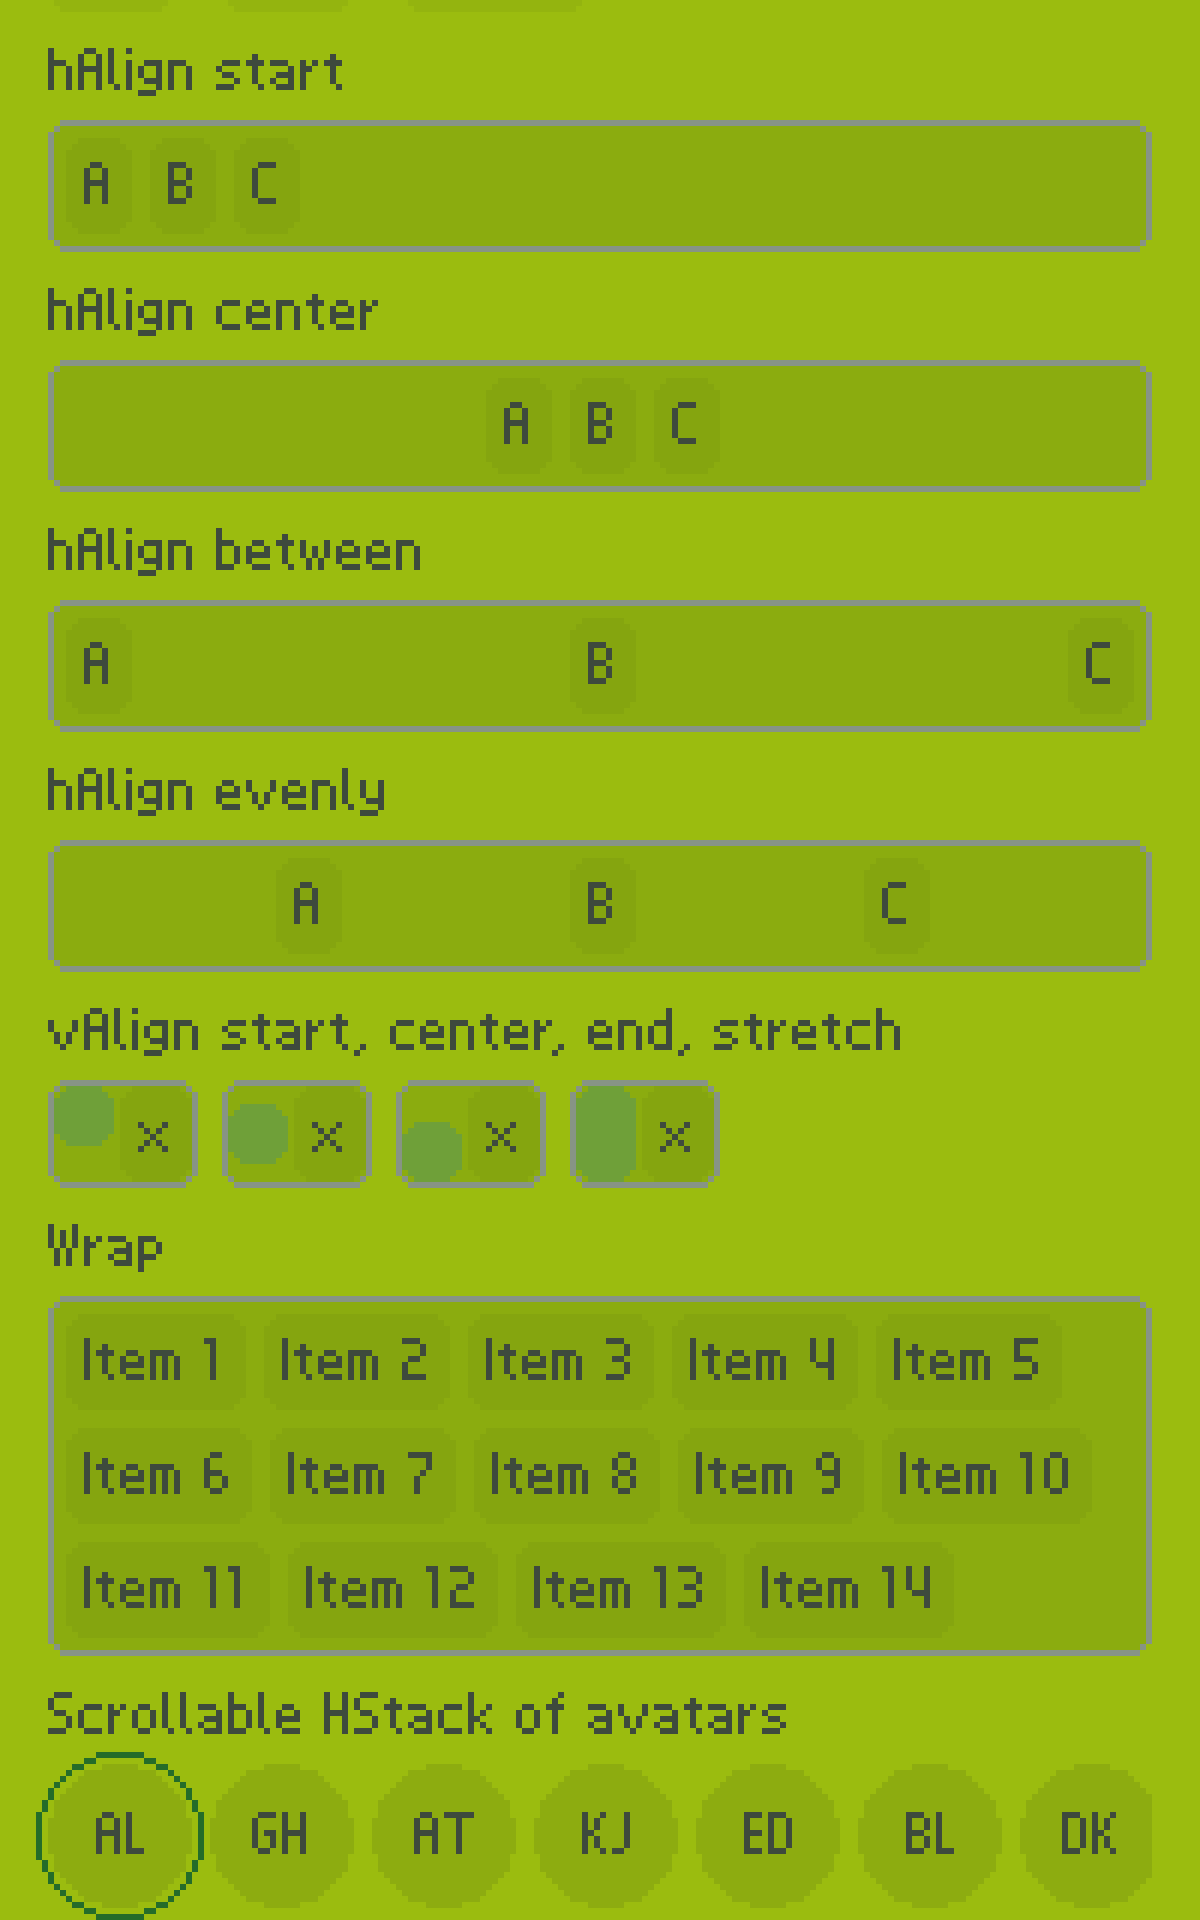 hAlign start
A B C
hAlign center
A B C
hAlign between
A B C
hAlign evenly
A B C
vAlign start, center, end, stretch
x x x x
Wrap
Item 1 Item 2 Item 3 Item 4 Item 5
Item 6 Item 7 Item 8 Item 9 Item 10
Item 11 Item 12 Item 13 Item 14
Scrollable HStack of avatars
AL GH AT KJ ED BL DK